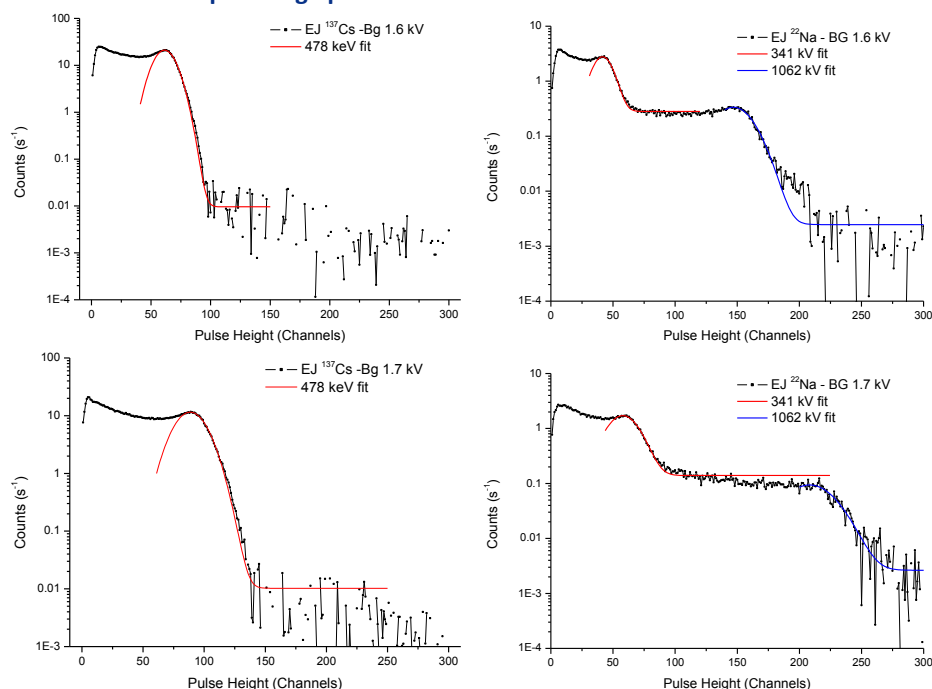 EJ ¹³⁷Cs -Bg 1.6 kV
478 keV fit
Counts (s⁻¹)
100
10
1
0.1
0.01
1E-3
1E-4
0 50 100 150 200 250 300
Pulse Height (Channels)
EJ ²²Na - BG 1.6 kV
341 kV fit
1062 kV fit
Counts (s⁻¹)
10
1
0.1
0.01
1E-3
1E-4
0 50 100 150 200 250 300
Pulse Height (Channels)
EJ ¹³⁷Cs -Bg 1.7 kV
478 keV fit
Counts (s⁻¹)
100
10
1
0.1
0.01
1E-3
0 50 100 150 200 250 300
Pulse Height (Channels)
EJ ²²Na - BG 1.7 kV
341 kV fit
1062 kV fit
Counts (s⁻¹)
10
1
0.1
0.01
1E-3
1E-4
0 50 100 150 200 250 300
Pulse Height (Channels)